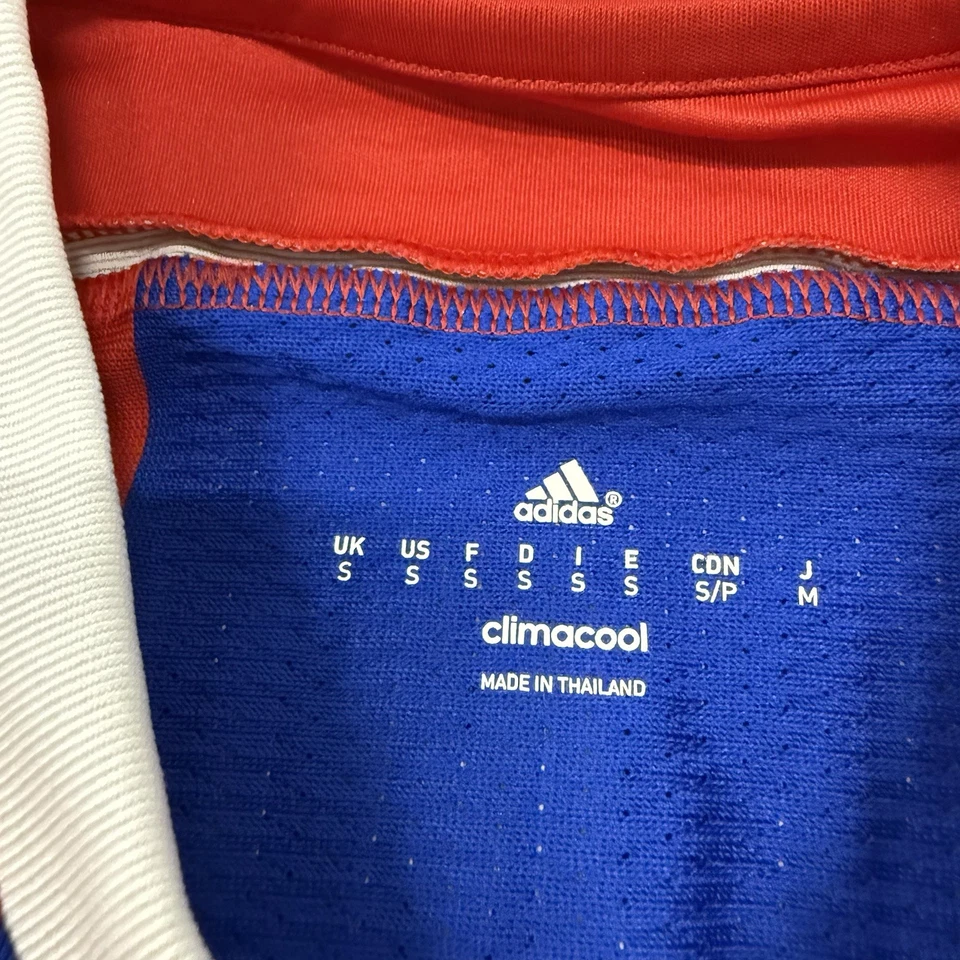 adidas®
UK US F D I E CDN J
S S S S S S S/P M
climacool
MADE IN THAILAND